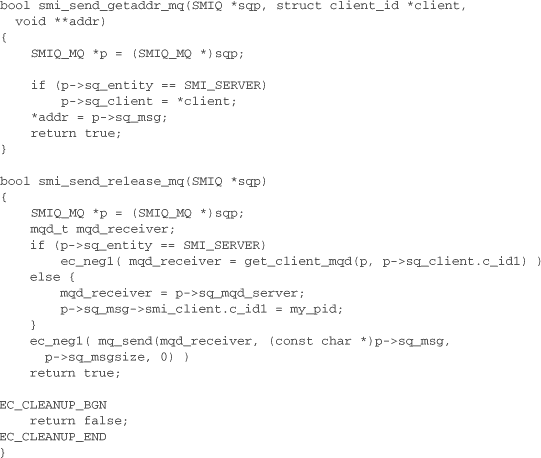 bool smi_send_getaddr_mq(SMIQ *sqp, struct client_id *client,
  void **addr)
{
    SMIQ_MQ *p = (SMIQ_MQ *)sqp;

    if (p->sq_entity == SMI_SERVER)
        p->sq_client = *client;
    *addr = p->sq_msg;
    return true;
}

bool smi_send_release_mq(SMIQ *sqp)
{
    SMIQ_MQ *p = (SMIQ_MQ *)sqp;
    mqd_t mqd_receiver;
    if (p->sq_entity == SMI_SERVER)
        ec_neg1( mqd_receiver = get_client_mqd(p, p->sq_client.c_id1) )
    else {
        mqd_receiver = p->sq_mqd_server;
        p->sq_msg->smi_client.c_id1 = my_pid;
    }
    ec_neg1( mq_send(mqd_receiver, (const char *)p->sq_msg,
      p->sq_msgsize, 0) )
    return true;

EC_CLEANUP_BGN
    return false;
EC_CLEANUP_END
}